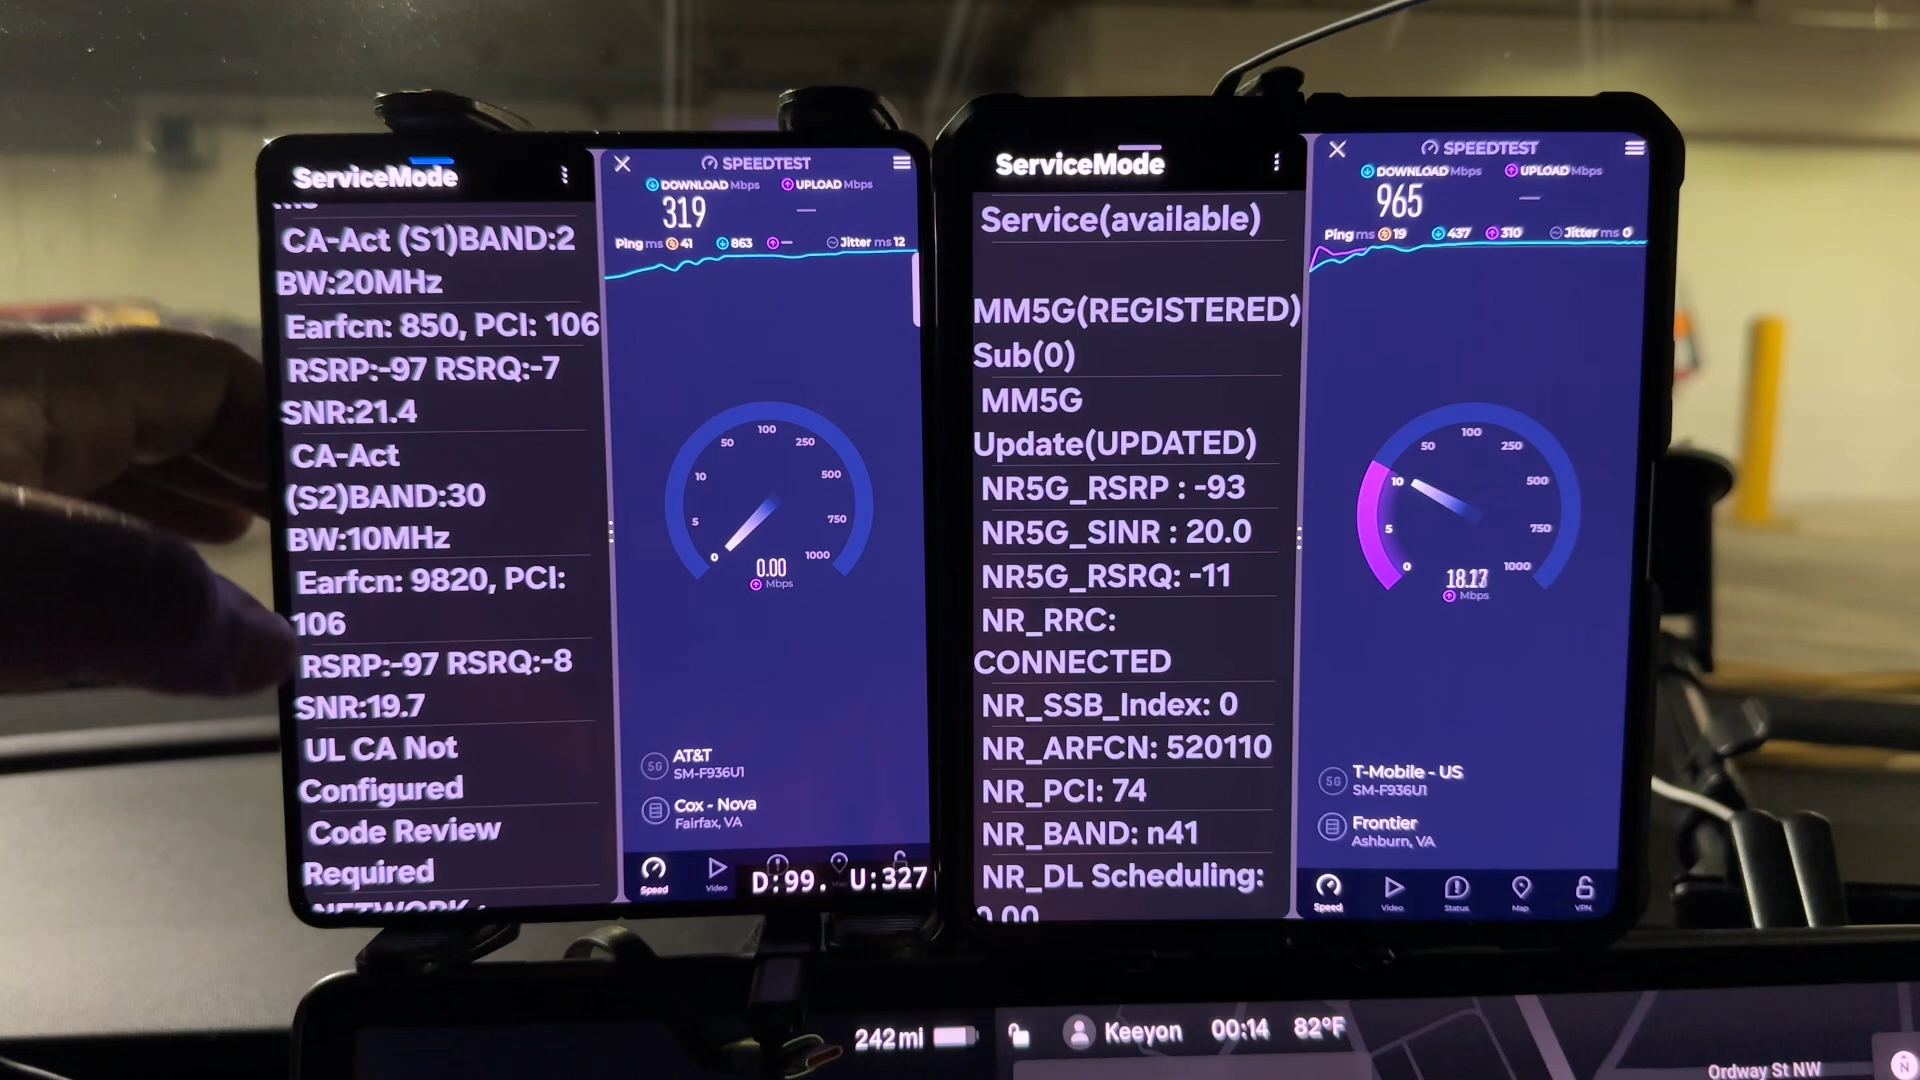 ServiceMode
CA-Act (S1)BAND:2
BW:20MHz
Earfcn: 850, PCI: 106
RSRP:-97 RSRQ:-7
SNR:21.4
CA-Act
(S2)BAND:30
BW:10MHz
Earfcn: 9820, PCI:
106
RSRP:-97 RSRQ:-8
SNR:19.7
UL CA Not
Configured
Code Review
Required
NETWORK :
SPEEDTEST
DOWNLOAD Mbps UPLOAD Mbps
319 —
Ping ms 41 863 — Jitter ms 12
0 5 10 50 100 250 500 750 1000
0.00
Mbps
5G AT&T
SM-F936U1
Cox - Nova
Fairfax, VA
Speed Video
D:99. U:327
ServiceMode
Service(available)
MM5G(REGISTERED)
Sub(0)
MM5G
Update(UPDATED)
NR5G_RSRP : -93
NR5G_SINR : 20.0
NR5G_RSRQ: -11
NR_RRC:
CONNECTED
NR_SSB_Index: 0
NR_ARFCN: 520110
NR_PCI: 74
NR_BAND: n41
NR_DL Scheduling:
0.00
SPEEDTEST
DOWNLOAD Mbps UPLOAD Mbps
965 —
Ping ms 19 437 310 Jitter ms 0
0 5 10 50 100 250 500 750 1000
Mbps
5G T-Mobile - US
SM-F936U1
Frontier
Ashburn, VA
Speed Video Status Map VPN
242 mi Keeyon 00:14 82°F
Ordway St NW
N